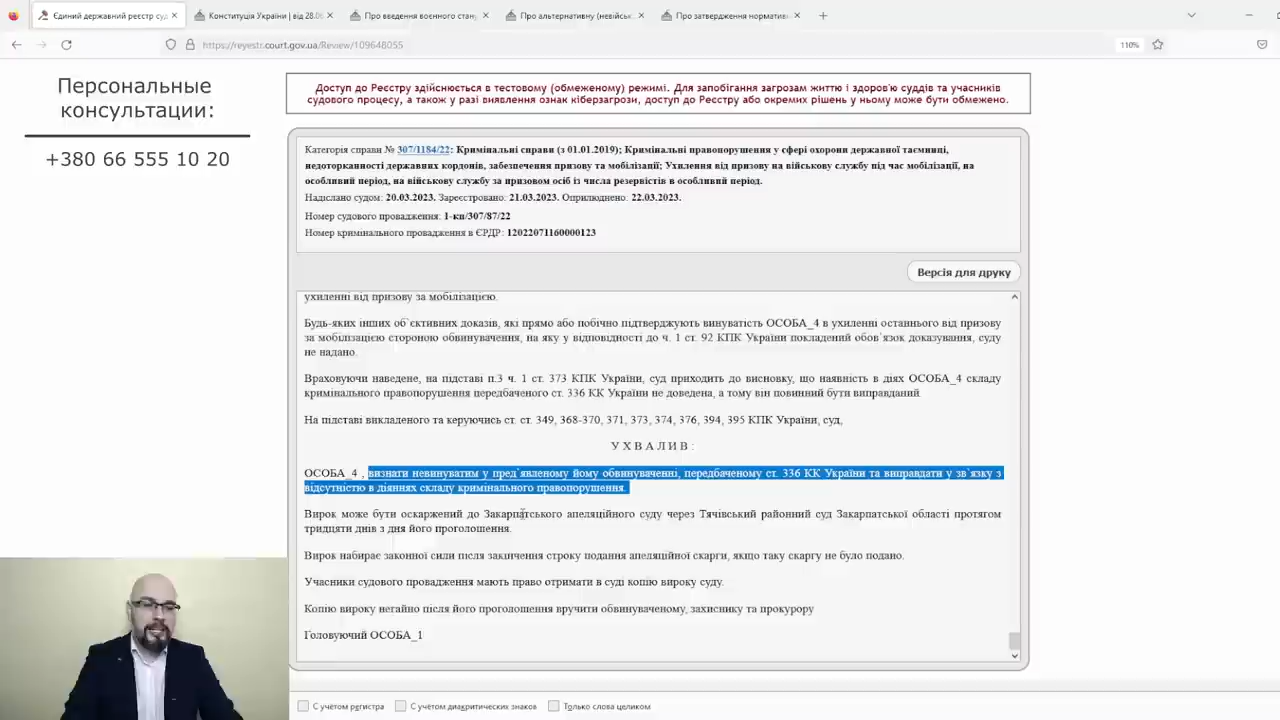 Єдиний державний реєстр суд
Конституція України | від 28.06
Про введення воєнного стану
Про альтернативну (невійськ
Про затвердження нормативн
https://reyestr.court.gov.ua/Review/109648055
110%
Персональные
консультации:
+380 66 555 10 20
Доступ до Реєстру здійснюється в тестовому (обмеженому) режимі. Для запобігання загрозам життю і здоров'ю суддів та учасників
судового процесу, а також у разі виявлення ознак кіберзагрози, доступ до Реєстру або окремих рішень у ньому може бути обмежено.
Категорія справи № 307/1184/22: Кримінальні справи (з 01.01.2019); Кримінальні правопорушення у сфері охорони державної таємниці,
недоторканності державних кордонів, забезпечення призову та мобілізації; Ухилення від призову на військову службу під час мобілізації, на
особливий період, на військову службу за призовом осіб із числа резервістів в особливий період.
Надіслано судом: 20.03.2023. Зареєстровано: 21.03.2023. Оприлюднено: 22.03.2023.
Номер судового провадження: 1-кп/307/87/22
Номер кримінального провадження в ЄРДР: 12022071160000123
Версія для друку
ухиленні від призову за мобілізацією.
Будь-яких інших об`єктивних доказів, які прямо або побічно підтверджують винуватість ОСОБА_4 в ухиленні останнього від призову
за мобілізацією стороною обвинувачення, на яку у відповідності до ч. 1 ст. 92 КПК України покладений обов`язок доказування, суду
не надано.
Враховуючи наведене, на підставі п.3 ч. 1 ст. 373 КПК України, суд приходить до висновку, що наявність в діях ОСОБА_4 складу
кримінального правопорушення передбаченого ст. 336 КК України не доведена, а тому він повинний бути виправданий.
На підставі викладеного та керуючись ст. ст. 349, 368-370, 371, 373, 374, 376, 394, 395 КПК України, суд,
У Х В А Л И В :
ОСОБА_4 , визнати невинуватим у пред`явленому йому обвинуваченні, передбаченому ст. 336 КК України та виправдати у зв`язку з
відсутністю в діяннях складу кримінального правопорушення.
Вирок може бути оскаржений до Закарпатського апеляційного суду через Тячівський районний суд Закарпатської області протягом
тридцяти днів з дня його проголошення.
Вирок набирає законної сили після закінчення строку подання апеляційної скарги, якщо таку скаргу не було подано.
Учасники судового провадження мають право отримати в суді копію вироку суду.
Копію вироку негайно після його проголошення вручити обвинуваченому, захиснику та прокурору
Головуючий ОСОБА_1
С учётом регистра
С учётом диакритических знаков
Только слова целиком